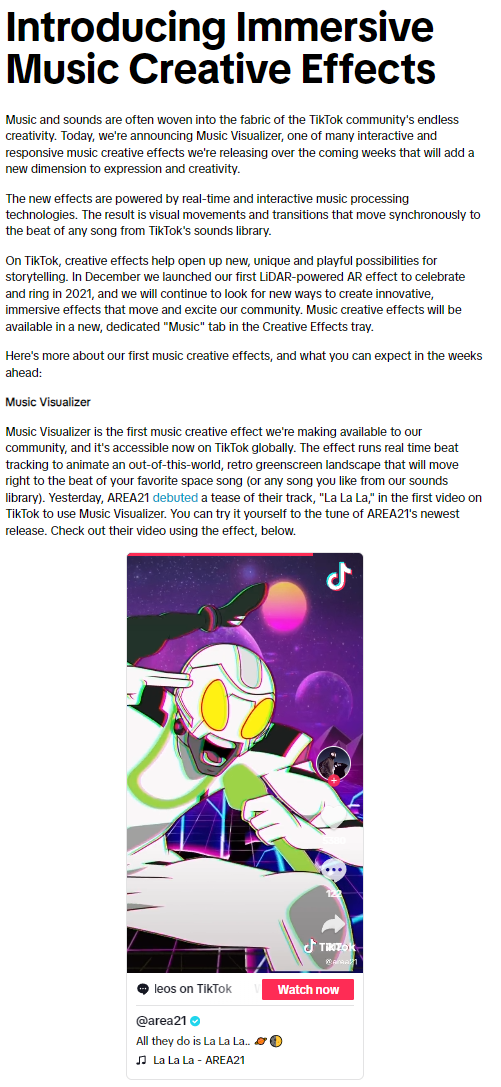 Introducing Immersive
Music Creative Effects
Music and sounds are often woven into the fabric of the TikTok community's endless
creativity. Today, we're announcing Music Visualizer, one of many interactive and
responsive music creative effects we're releasing over the coming weeks that will add a
new dimension to expression and creativity.
The new effects are powered by real-time and interactive music processing
technologies. The result is visual movements and transitions that move synchronously to
the beat of any song from TikTok's sounds library.
On TikTok, creative effects help open up new, unique and playful possibilities for
storytelling. In December we launched our first LiDAR-powered AR effect to celebrate
and ring in 2021, and we will continue to look for new ways to create innovative,
immersive effects that move and excite our community. Music creative effects will be
available in a new, dedicated "Music" tab in the Creative Effects tray.
Here's more about our first music creative effects, and what you can expect in the weeks
ahead:
Music Visualizer
Music Visualizer is the first music creative effect we're making available to our
community, and it's accessible now on TikTok globally. The effect runs real time beat
tracking to animate an out-of-this-world, retro greenscreen landscape that will move
right to the beat of your favorite space song (or any song you like from our sounds
library). Yesterday, AREA21 debuted a tease of their track, "La La La," in the first video on
TikTok to use Music Visualizer. You can try it yourself to the tune of AREA21's newest
release. Check out their video using the effect, below.
122
TikTok
@area21
leos on TikTok
Watch now
@area21
All they do is La La La.. 🪐🌓
La La La - AREA21